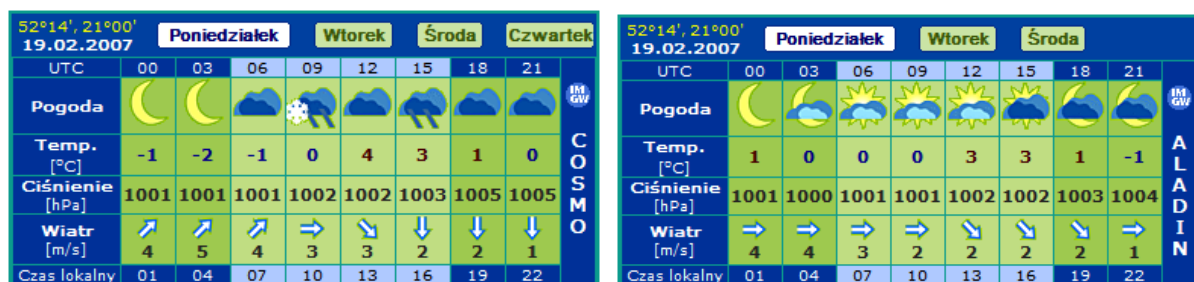 52°14', 21°00'
19.02.2007 Poniedziałek Wtorek Środa Czwartek
UTC 00 03 06 09 12 15 18 21
Pogoda
IM GW
Temp. [°C] -1 -2 -1 0 4 3 1 0
Ciśnienie [hPa] 1001 1001 1001 1002 1002 1003 1005 1005
Wiatr [m/s] 4 5 4 3 3 2 2 1
Czas lokalny 01 04 07 10 13 16 19 22
COSMO
52°14', 21°00'
19.02.2007 Poniedziałek Wtorek Środa
UTC 00 03 06 09 12 15 18 21
Pogoda
IM GW
Temp. [°C] 1 0 0 0 3 3 1 -1
Ciśnienie [hPa] 1001 1000 1001 1001 1002 1002 1003 1004
Wiatr [m/s] 4 4 3 2 2 2 2 1
Czas lokalny 01 04 07 10 13 16 19 22
ALADIN